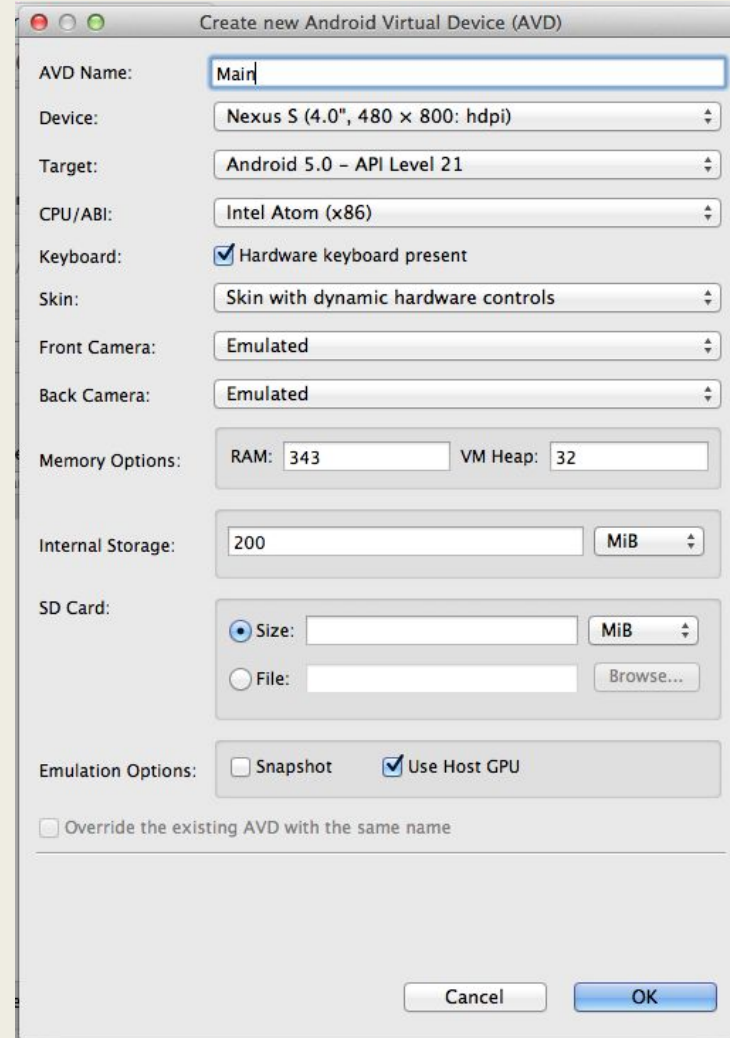 Create new Android Virtual Device (AVD)
AVD Name: Main
Device: Nexus S (4.0", 480 × 800: hdpi)
Target: Android 5.0 – API Level 21
CPU/ABI: Intel Atom (x86)
Keyboard: Hardware keyboard present
Skin: Skin with dynamic hardware controls
Front Camera: Emulated
Back Camera: Emulated
Memory Options: RAM: 343 VM Heap: 32
Internal Storage: 200 MiB
SD Card:
Size: MiB
File: Browse...
Emulation Options: Snapshot Use Host GPU
Override the existing AVD with the same name
Cancel OK